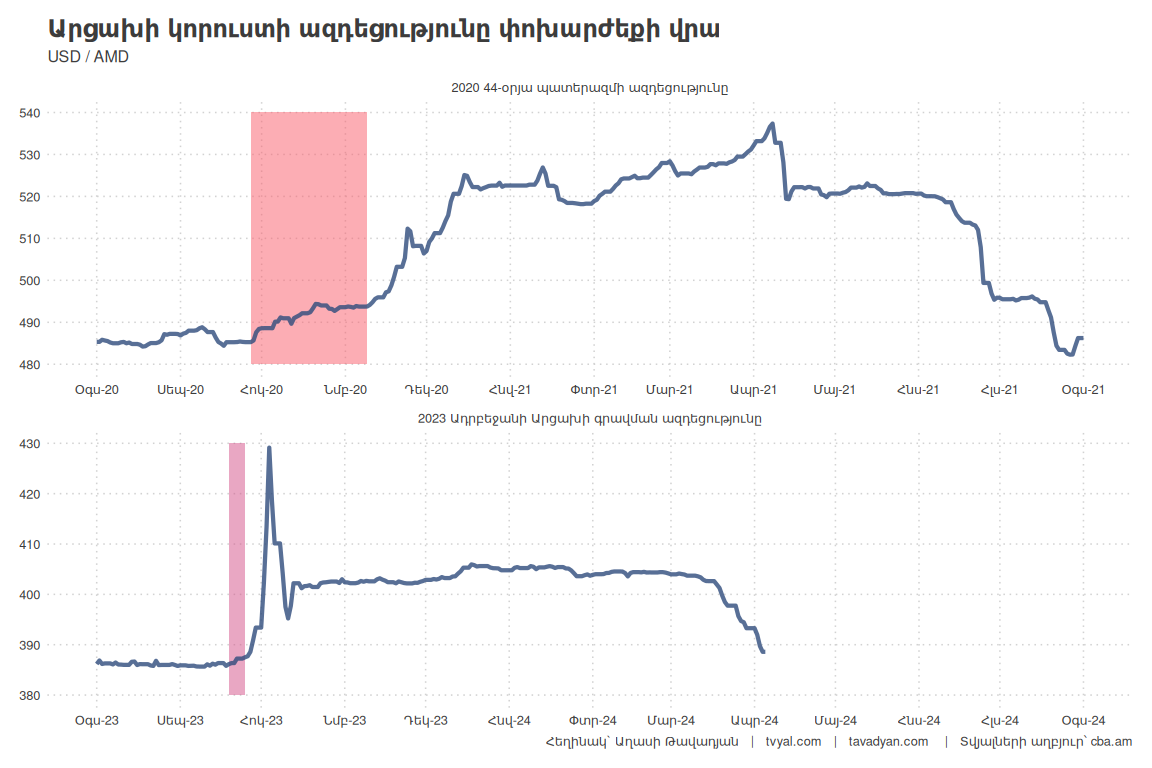 Արցախի կորուստի ազդեցությունը փոխարժեքի վրա
USD / AMD
2020 44-օրյա պատերազմի ազդեցությունը
540
530
520
510
500
490
480
Օգս-20 Սեպ-20 Հոկ-20 Նմբ-20 Դեկ-20 Հնվ-21 Փտր-21 Մար-21 Ապր-21 Մայ-21 Հնս-21 Հլս-21 Օգս-21
2023 Ադրբեջանի Արցախի գրավման ազդեցությունը
430
420
410
400
390
380
Օգս-23 Սեպ-23 Հոկ-23 Նմբ-23 Դեկ-23 Հնվ-24 Փտր-24 Մար-24 Ապր-24 Մայ-24 Հնս-24 Հլս-24 Օգս-24
Հեղինակ՝ Աղասի Թավադյան | tvyal.com | tavadyan.com | Տվյալների աղբյուր՝ cba.am